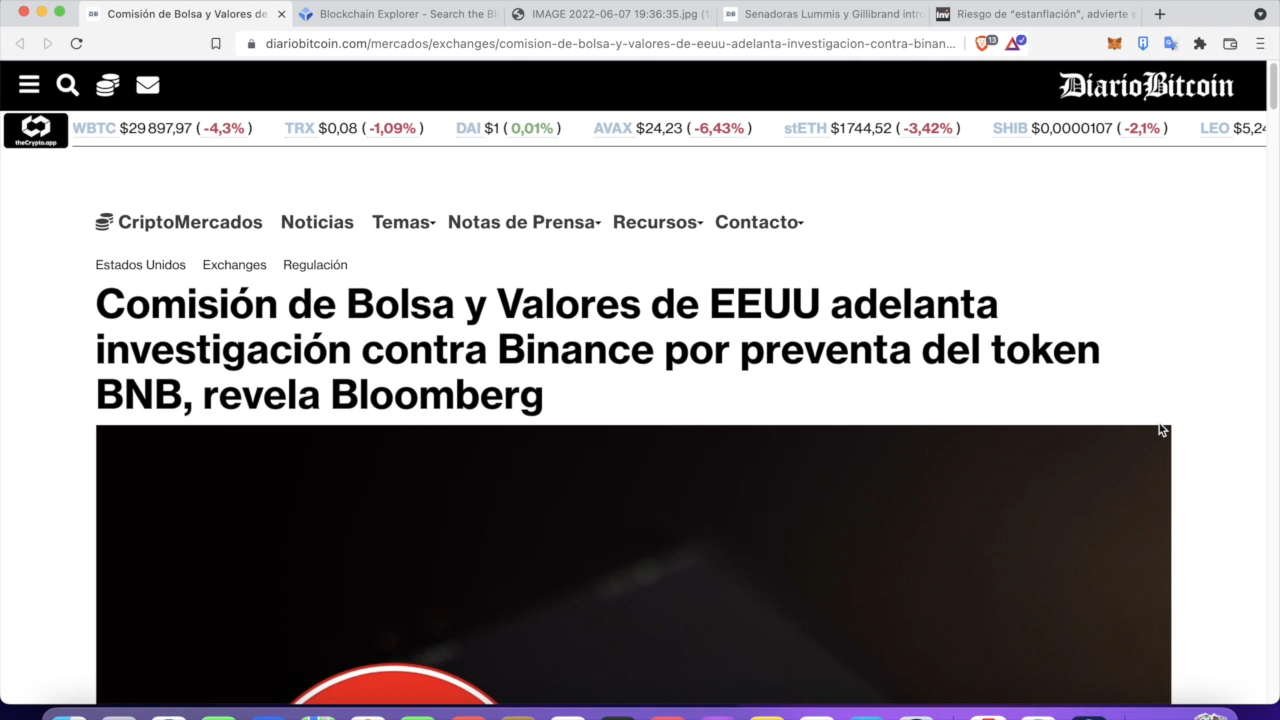 Comisión de Bolsa y Valores de
Blockchain Explorer - Search the Bl
IMAGE 2022-06-07 19:36:35.jpg (1
Senadoras Lummis y Gillibrand intro
Riesgo de "estanflación", advierte e
diariobitcoin.com/mercados/exchanges/comision-de-bolsa-y-valores-de-eeuu-adelanta-investigacion-contra-binan...
13
DiarioBitcoin
theCrypto.app
WBTC $29 897,97 ( -4,3% ) TRX $0,08 ( -1,09% ) DAI $1 ( 0,01% ) AVAX $24,23 ( -6,43% ) stETH $1744,52 ( -3,42% ) SHIB $0,0000107 ( -2,1% ) LEO $5,24
CriptoMercados Noticias Temas Notas de Prensa Recursos Contacto
Estados Unidos Exchanges Regulación
Comisión de Bolsa y Valores de EEUU adelanta
investigación contra Binance por preventa del token
BNB, revela Bloomberg